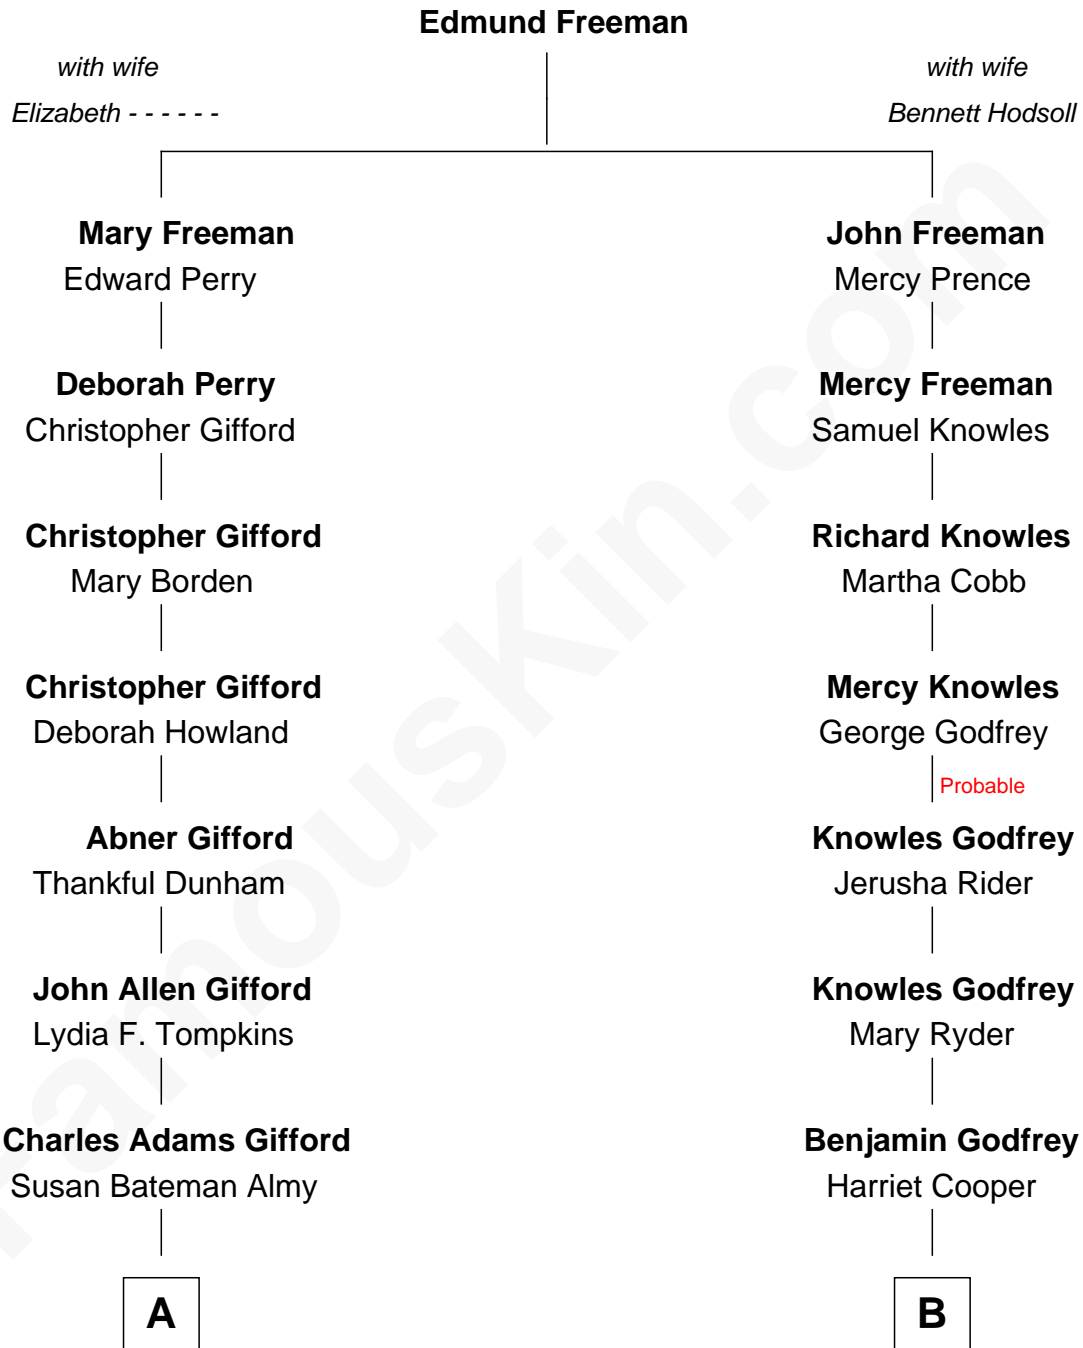 Edmund Freeman
with wife
Elizabeth - - - - - -
with wife
Bennett Hodsoll
Mary Freeman
Edward Perry
John Freeman
Mercy Prence
Deborah Perry
Christopher Gifford
Mercy Freeman
Samuel Knowles
Christopher Gifford
Mary Borden
Richard Knowles
Martha Cobb
Christopher Gifford
Deborah Howland
Mercy Knowles
George Godfrey
Probable
Abner Gifford
Thankful Dunham
Knowles Godfrey
Jerusha Rider
John Allen Gifford
Lydia F. Tompkins
Knowles Godfrey
Mary Ryder
Charles Adams Gifford
Susan Bateman Almy
Benjamin Godfrey
Harriet Cooper
A
B
FamousKin.com